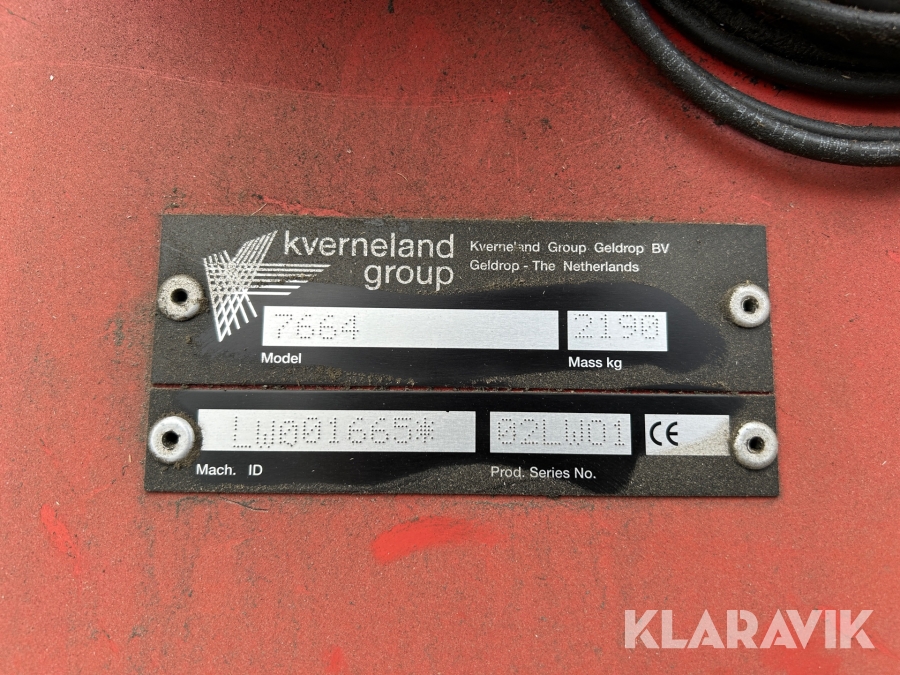 kverneland
group
Kverneland Group Geldrop BV
Geldrop - The Netherlands
7664
2190
Model
Mass kg
LW001665*
02LW01
CE
Mach. ID
Prod. Series No.
KLARAVIK